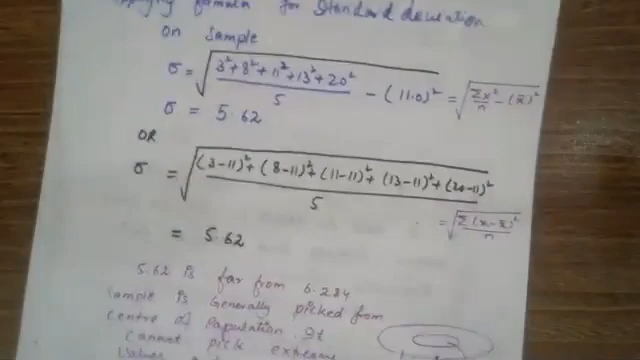 Applying formula for Standard deviation
on sample
σ = √((3²+8²+11²+13²+20²)/5 − (11.0)²) = √(Σx²/n − (x̄)²)
σ = 5.62
OR
σ = √(((3−11)²+(8−11)²+(11−11)²+(13−11)²+(20−11)²)/5)
= √(Σ(x−x̄)²/n)
= 5.62
5.62 is far from 6.284
Sample is Generally picked from
Centre of Population It
Cannot pick extreme
Values